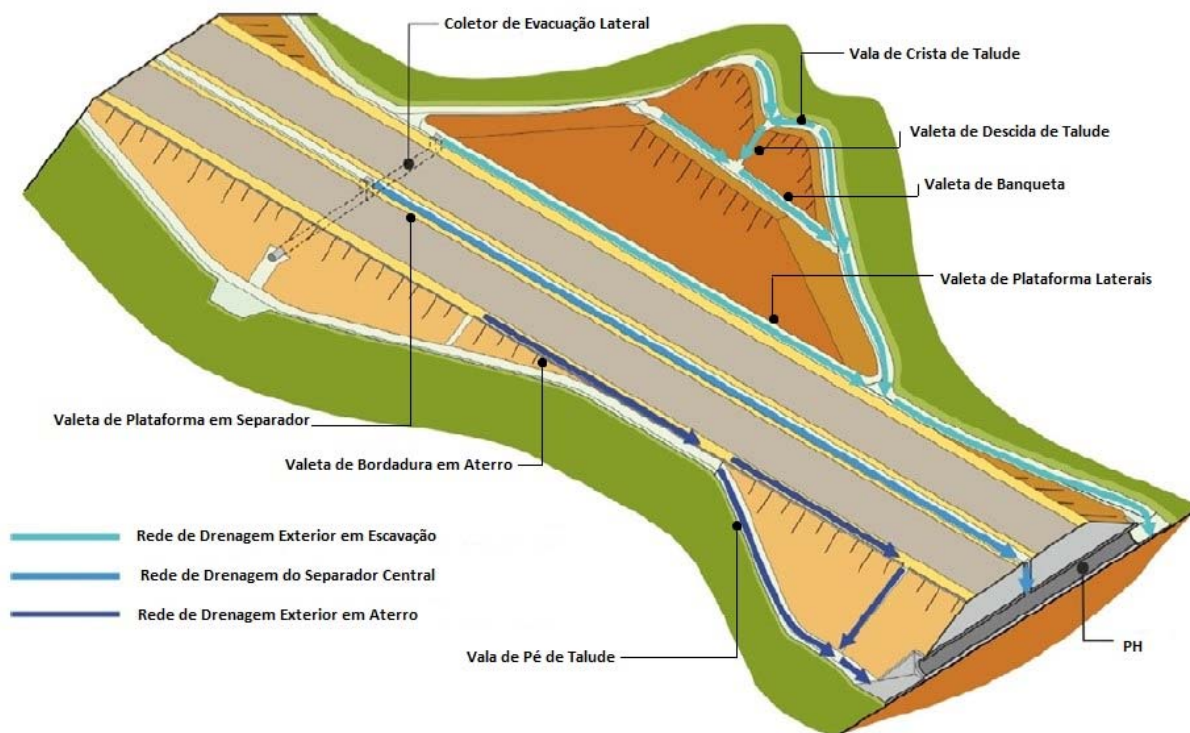 Coletor de Evacuação Lateral
Vala de Crista de Talude
Valeta de Descida de Talude
Valeta de Banqueta
Valeta de Plataforma Laterais
Valeta de Plataforma em Separador
Valeta de Bordadura em Aterro
Rede de Drenagem Exterior em Escavação
Rede de Drenagem do Separador Central
Rede de Drenagem Exterior em Aterro
Vala de Pé de Talude
PH